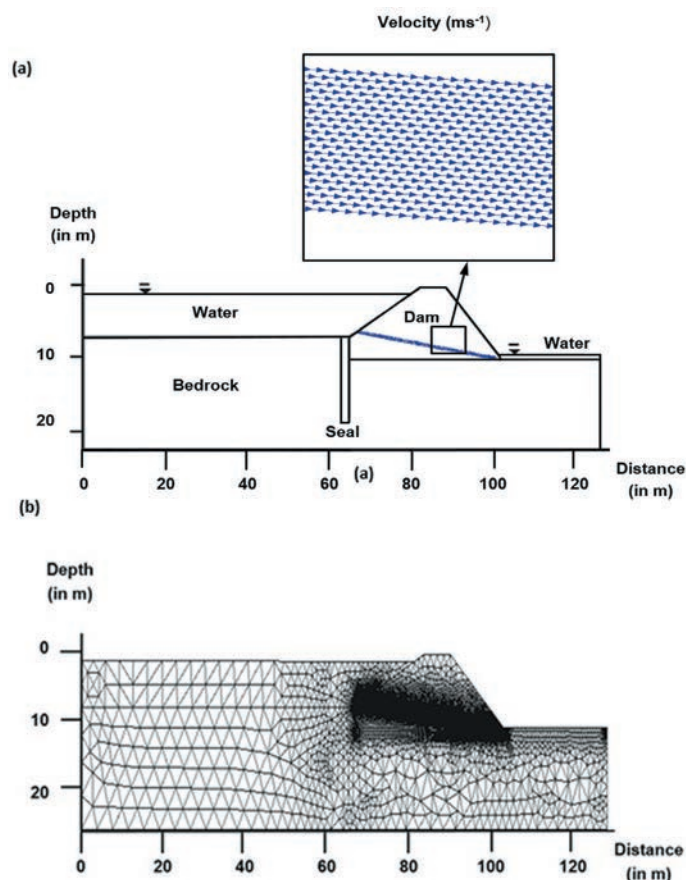 Velocity (ms⁻¹)
(a)
Depth
(in m)
0
Water
Dam
Water
10
Bedrock
20
Seal
0 20 40 60 (a) 80 100 120
Distance
(in m)
(b)
Depth
(in m)
0
10
20
0 20 40 60 80 100 120
Distance
(in m)